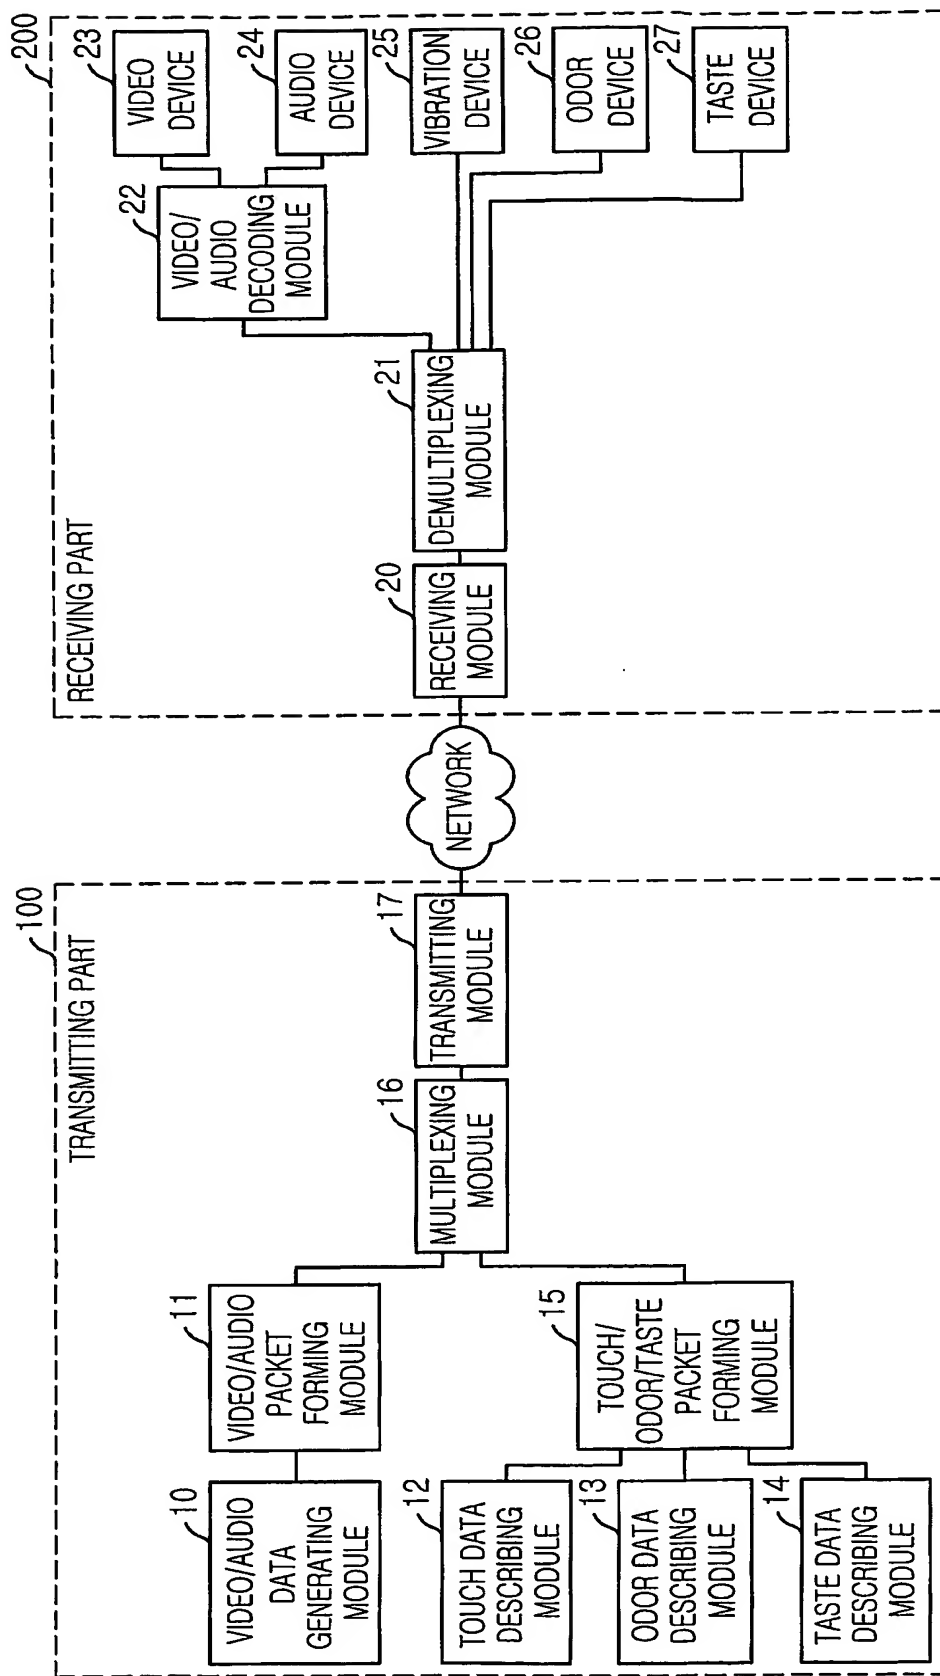 100
TRANSMITTING PART
10
VIDEO/AUDIO
DATA
GENERATING
MODULE
11
VIDEO/AUDIO
PACKET
FORMING
MODULE
12
TOUCH DATA
DESCRIBING
MODULE
13
ODOR DATA
DESCRIBING
MODULE
14
TASTE DATA
DESCRIBING
MODULE
15
TOUCH/
ODOR/TASTE
PACKET
FORMING
MODULE
16
MULTIPLEXING
MODULE
17
TRANSMITTING
MODULE
NETWORK
200
RECEIVING PART
20
RECEIVING
MODULE
21
DEMULTIPLEXING
MODULE
22
VIDEO/
AUDIO
DECODING
MODULE
23
VIDEO
DEVICE
24
AUDIO
DEVICE
25
VIBRATION
DEVICE
26
ODOR
DEVICE
27
TASTE
DEVICE